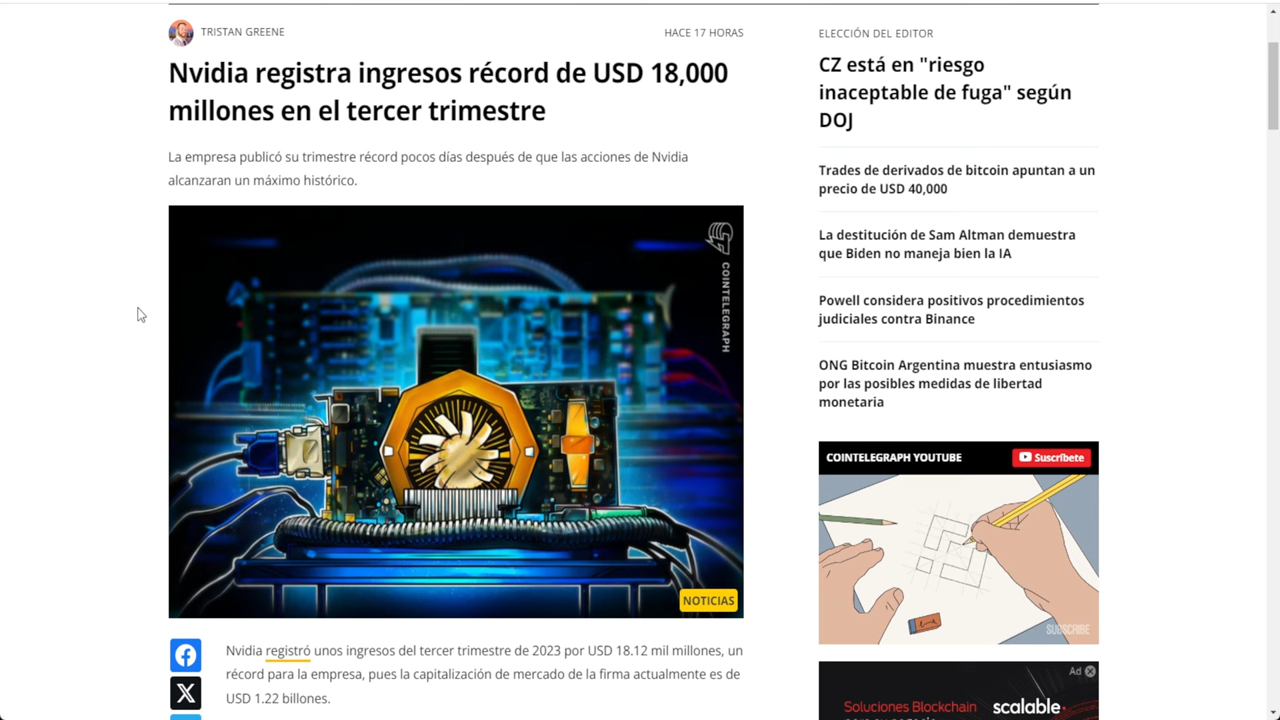 TRISTAN GREENE
HACE 17 HORAS
Nvidia registra ingresos récord de USD 18,000
millones en el tercer trimestre
La empresa publicó su trimestre récord pocos días después de que las acciones de Nvidia
alcanzaran un máximo histórico.
COINTELEGRAPH
NOTICIAS
Nvidia registró unos ingresos del tercer trimestre de 2023 por USD 18.12 mil millones, un
récord para la empresa, pues la capitalización de mercado de la firma actualmente es de
USD 1.22 billones.
ELECCIÓN DEL EDITOR
CZ está en "riesgo
inaceptable de fuga" según
DOJ
Trades de derivados de bitcoin apuntan a un
precio de USD 40,000
La destitución de Sam Altman demuestra
que Biden no maneja bien la IA
Powell considera positivos procedimientos
judiciales contra Binance
ONG Bitcoin Argentina muestra entusiasmo
por las posibles medidas de libertad
monetaria
COINTELEGRAPH YOUTUBE
Suscríbete
SUBSCRIBE
Ad
Soluciones Blockchain
scalable